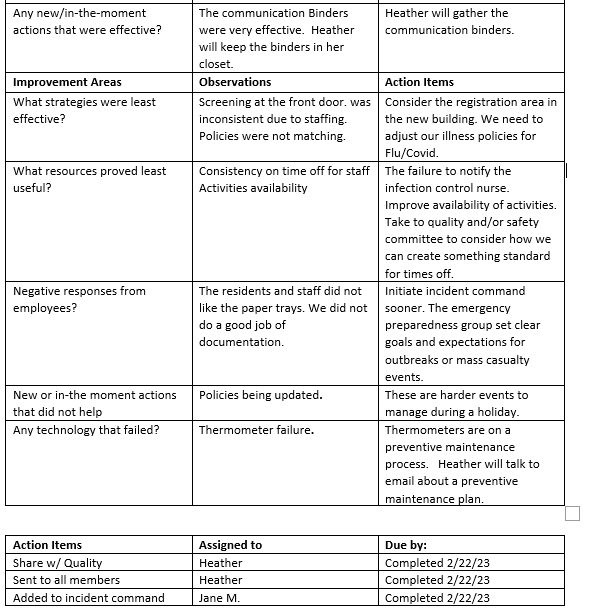 Any new/in-the-moment
actions that were effective?
The communication Binders
were very effective.  Heather
will keep the binders in her
closet.
Heather will gather the
communication binders.
Improvement Areas
Observations
Action Items
What strategies were least
effective?
Screening at the front door. was
inconsistent due to staffing.
Policies were not matching.
Consider the registration area in
the new building. We need to
adjust our illness policies for
Flu/Covid.
What resources proved least
useful?
Consistency on time off for staff
Activities availability
The failure to notify the
infection control nurse.
Improve availability of activities.
Take to quality and/or safety
committee to consider how we
can create something standard
for times off.
Negative responses from
employees?
The residents and staff did not
like the paper trays. We did not
do a good job of
documentation.
Initiate incident command
sooner. The emergency
preparedness group set clear
goals and expectations for
outbreaks or mass casualty
events.
New or in-the moment actions
that did not help
Policies being updated.
These are harder events to
manage during a holiday.
Any technology that failed?
Thermometer failure.
Thermometers are on a
preventive maintenance
process.   Heather will talk to
email about a preventive
maintenance plan.
Action Items
Assigned to
Due by:
Share w/ Quality
Heather
Completed 2/22/23
Sent to all members
Heather
Completed 2/22/23
Added to incident command
Jane M.
Completed 2/22/23